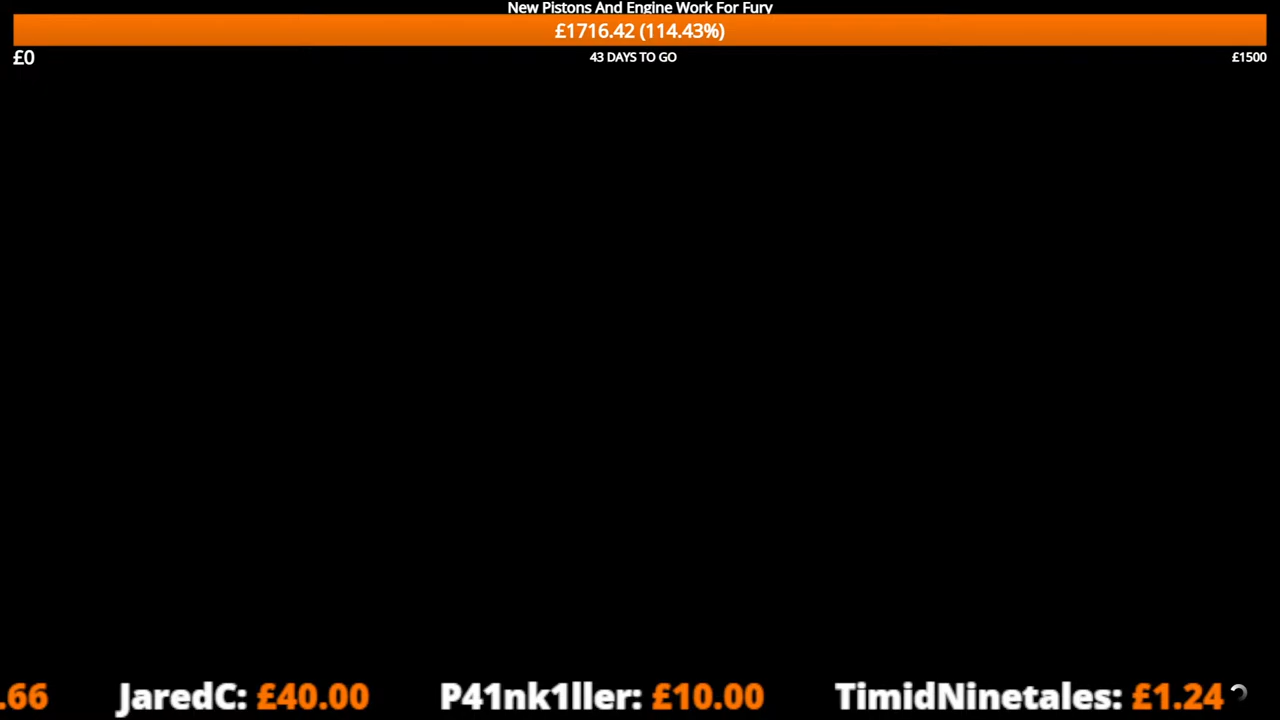 New Pistons And Engine Work For Fury
£1716.42 (114.43%)
£0 43 DAYS TO GO £1500
.66 JaredC: £40.00 P41nk1ller: £10.00 TimidNinetales: £1.24